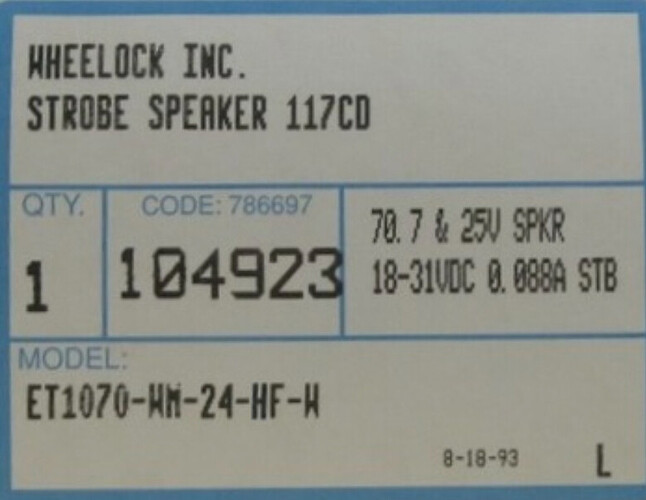 WHEELOCK INC.
STROBE SPEAKER 117CD
QTY.
1
CODE: 786697
104923
70.7 & 25V SPKR
18-31VDC 0.088A STB
MODEL:
ET1070-WM-24-HF-W
8-18-93
L